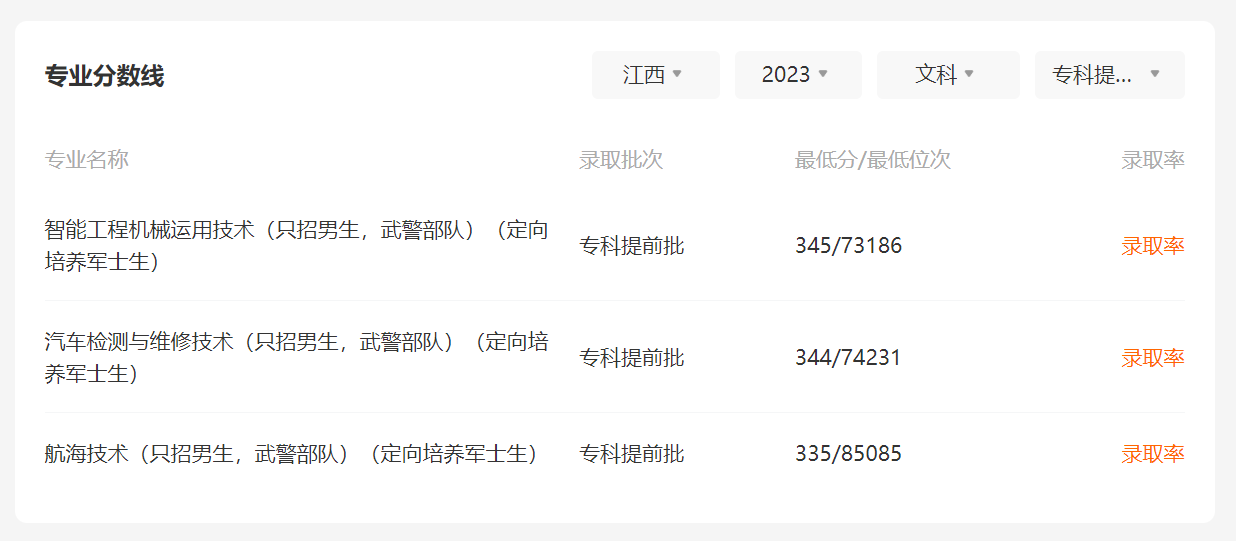 专业分数线 江西 2023 文科 专科提...
专业名称 录取批次 最低分/最低位次 录取率
智能工程机械运用技术（只招男生，武警部队）（定向
培养军士生） 专科提前批 345/73186 录取率
汽车检测与维修技术（只招男生，武警部队）（定向培
养军士生） 专科提前批 344/74231 录取率
航海技术（只招男生，武警部队）（定向培养军士生） 专科提前批 335/85085 录取率